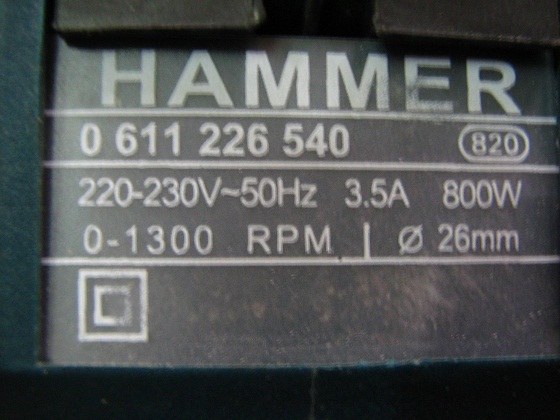 HAMMER
0 611 226 540 820
220-230V~50Hz 3.5A 800W
0-1300 RPM | Ø 26mm